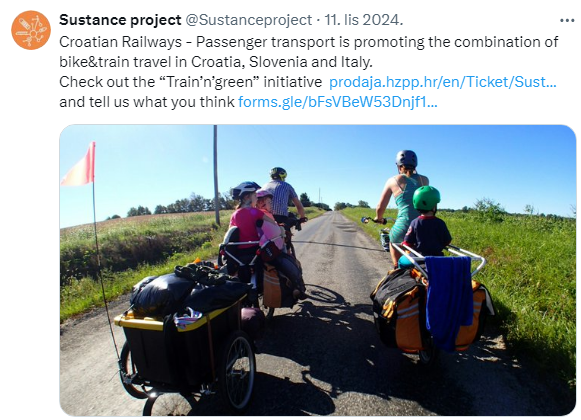 Sustance project @Sustanceproject · 11. lis 2024.
Croatian Railways - Passenger transport is promoting the combination of
bike&train travel in Croatia, Slovenia and Italy.
Check out the “Train’n’green” initiative prodaja.hzpp.hr/en/Ticket/Sust...
and tell us what you think forms.gle/bFsVBeW53Dnjf1...